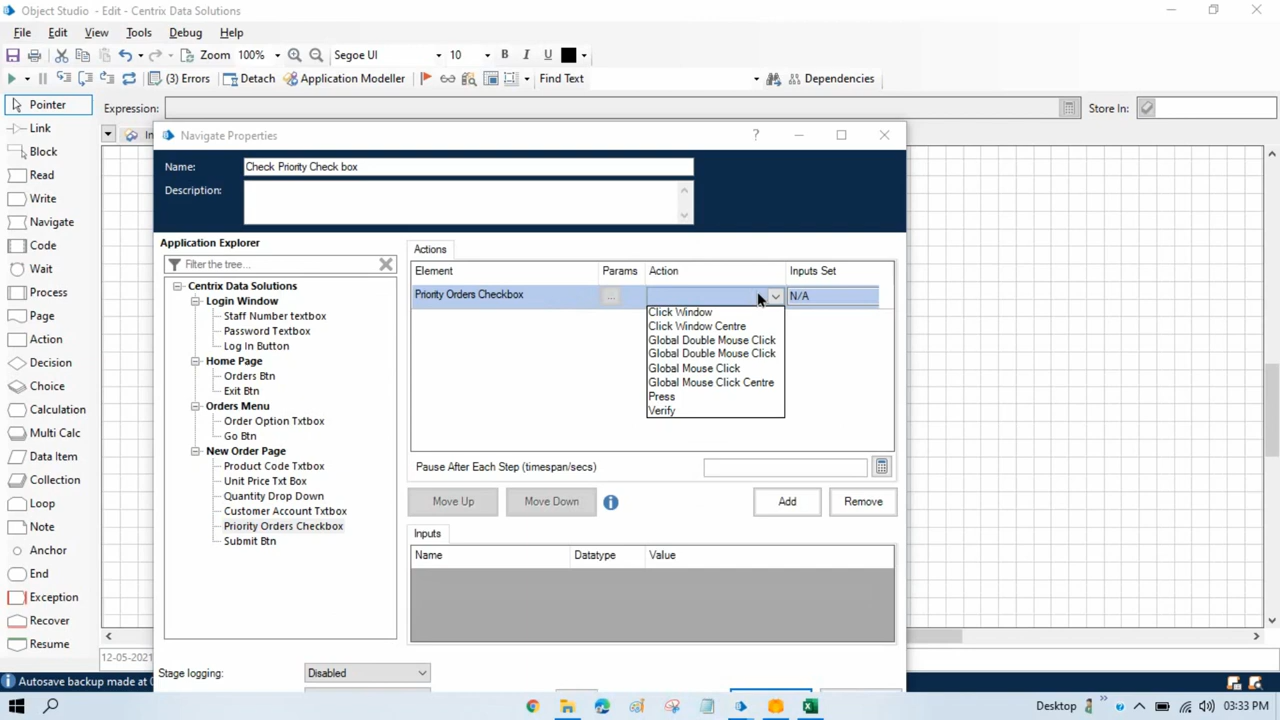 Object Studio - Edit - Centrix Data Solutions
File Edit View Tools Debug Help
Zoom 100% Segoe UI 10 B I U
(3) Errors Detach Application Modeller Find Text Dependencies
Pointer Expression: Store In:
Link In
Block Navigate Properties ?
Read Name: Check Priority Check box
Write Description:
Navigate
Code Application Explorer Actions
Wait Filter the tree... Element Params Action Inputs Set
Process Centrix Data Solutions Priority Orders Checkbox ... N/A
Page Login Window
Staff Number textbox Click Window
Action Password Textbox Click Window Centre
Log In Button Global Double Mouse Click
Decision Home Page Global Double Mouse Click
Orders Btn Global Mouse Click
Choice Exit Btn Global Mouse Click Centre
Press
Calculation Orders Menu Verify
Order Option Txtbox
Multi Calc Go Btn
Data Item New Order Page
Product Code Txtbox Pause After Each Step (timespan/secs)
Collection Unit Price Txt Box
Loop Quantity Drop Down Move Up Move Down Add Remove
Note Customer Account Txtbox
Priority Orders Checkbox Inputs
Anchor Submit Btn Name Datatype Value
End
Exception
Recover
Resume
12-05-2021
Stage logging: Disabled
Autosave backup made at 0
Desktop 03:33 PM